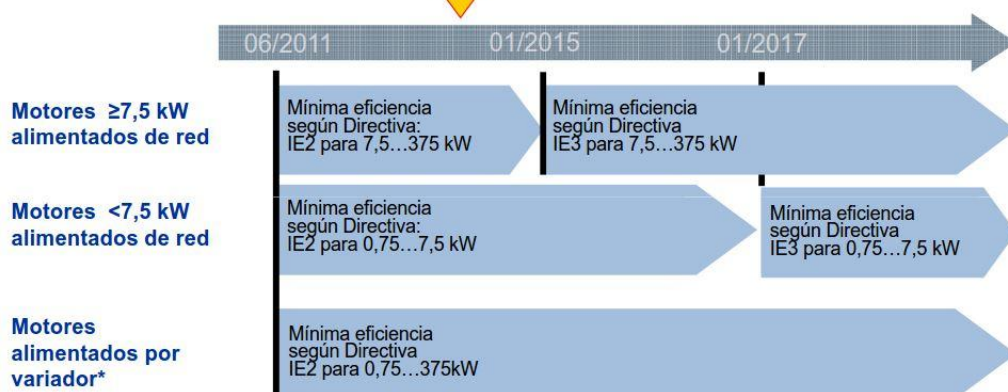 06/2011 01/2015 01/2017
Motores ≥7,5 kW
alimentados de red
Mínima eficiencia
según Directiva:
IE2 para 7,5...375 kW
Mínima eficiencia
según Directiva
IE3 para 7,5...375 kW
Motores <7,5 kW
alimentados de red
Mínima eficiencia
según Directiva:
IE2 para 0,75...7,5 kW
Mínima eficiencia
según Directiva
IE3 para 0,75...7,5 kW
Motores
alimentados por
variador*
Mínima eficiencia
según Directiva
IE2 para 0,75...375kW